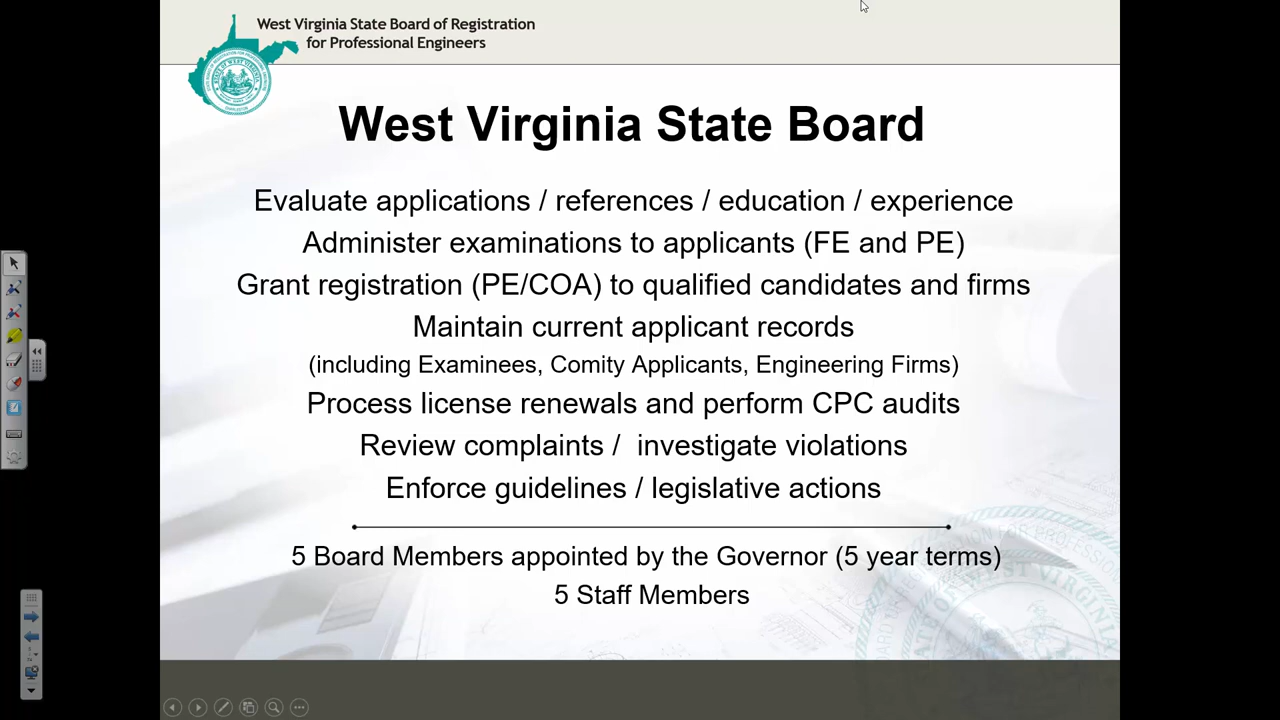 West Virginia State Board of Registration
for Professional Engineers
West Virginia State Board
Evaluate applications / references / education / experience
Administer examinations to applicants (FE and PE)
Grant registration (PE/COA) to qualified candidates and firms
Maintain current applicant records
(including Examinees, Comity Applicants, Engineering Firms)
Process license renewals and perform CPC audits
Review complaints /  investigate violations
Enforce guidelines / legislative actions
5 Board Members appointed by the Governor (5 year terms)
5 Staff Members